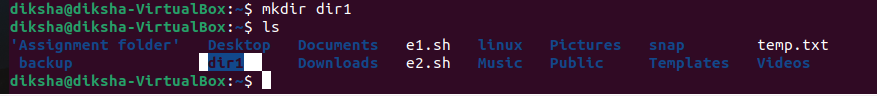 diksha@diksha-VirtualBox:~$ mkdir dir1
diksha@diksha-VirtualBox:~$ ls
'Assignment folder'   Desktop   Documents   e1.sh   linux   Pictures   snap   temp.txt
 backup   dir1   Downloads   e2.sh   Music   Public   Templates   Videos
diksha@diksha-VirtualBox:~$